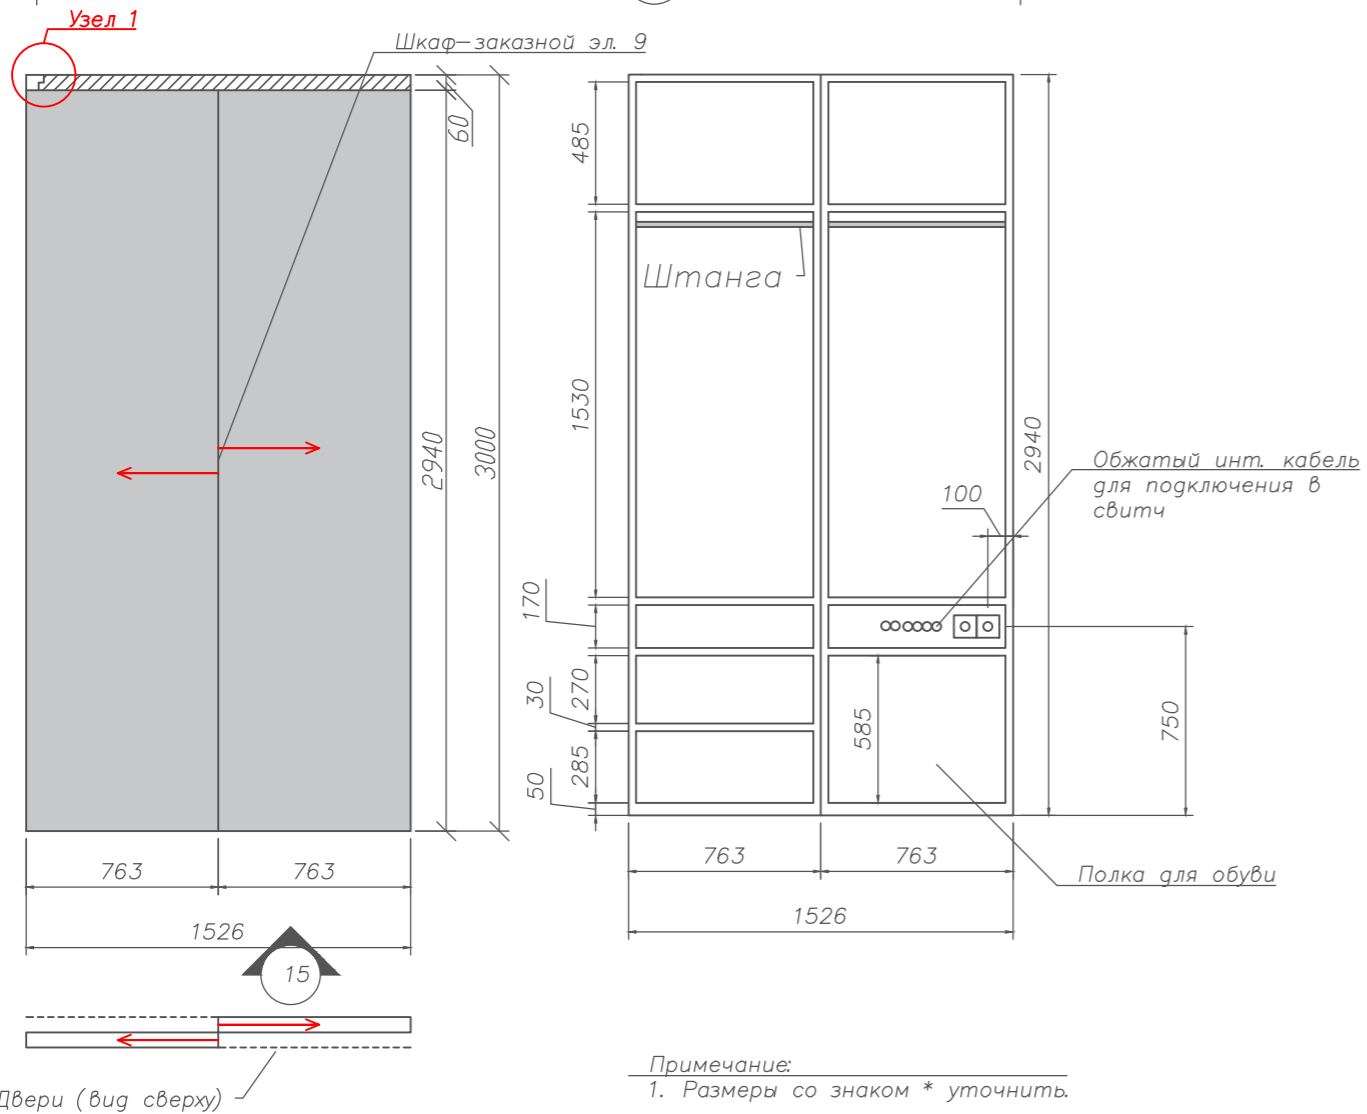 Узел 1
Шкаф-заказной эл. 9
60
2940
3000
763
763
1526
15
Двери (вид сверху)
485
1530
170
270
30
285
50
Штанга
100
2940
Обжатый инт. кабель
для подключения в
свитч
585
750
763
763
1526
Полка для обуви
Примечание:
1. Размеры со знаком * уточнить.